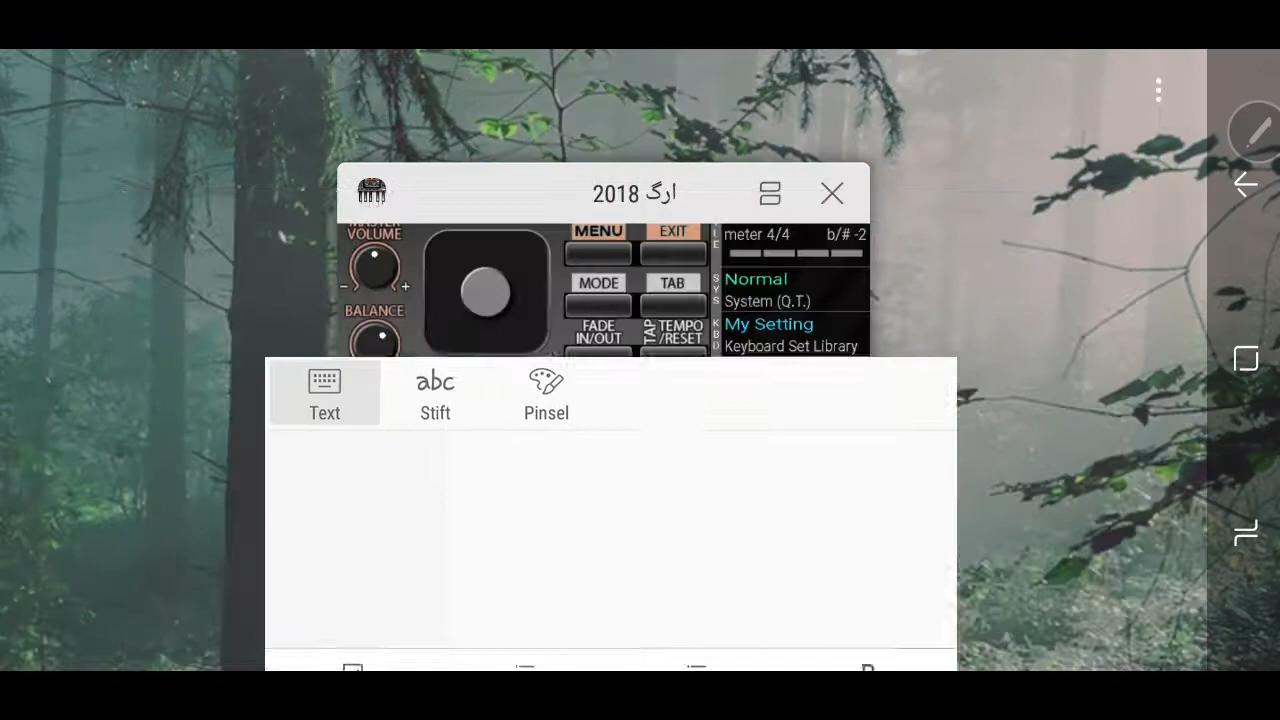 ارگ 2018
MASTER
VOLUME
– +
BALANCE
MENU
EXIT
MODE
TAB
FADE
IN/OUT
TAP TEMPO
/RESET
L E
meter 4/4 b/# -2
S Y S
Normal
System (Q.T.)
K B D
My Setting
Keyboard Set Library
Text
abc
Stift
Pinsel